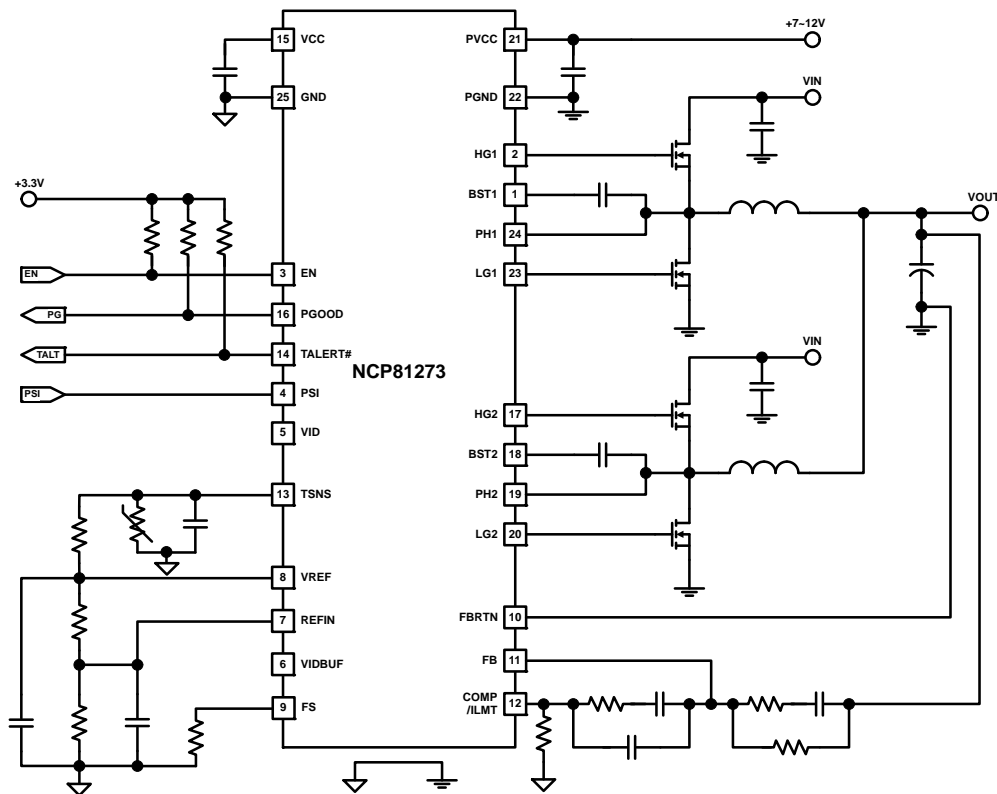 +7~12V
15 VCC
PVCC 21
25 GND
PGND 22
VIN
HG1 2
+3.3V
BST1 1
VOUT
PH1 24
EN
3 EN
LG1 23
PG
16 PGOOD
TALT
14 TALERT#
VIN
NCP81273
PSI
4 PSI
HG2 17
5 VID
BST2 18
13 TSNS
PH2 19
LG2 20
8 VREF
7 REFIN
FBRTN 10
6 VIDBUF
FB 11
9 FS
COMP
/ILMT 12